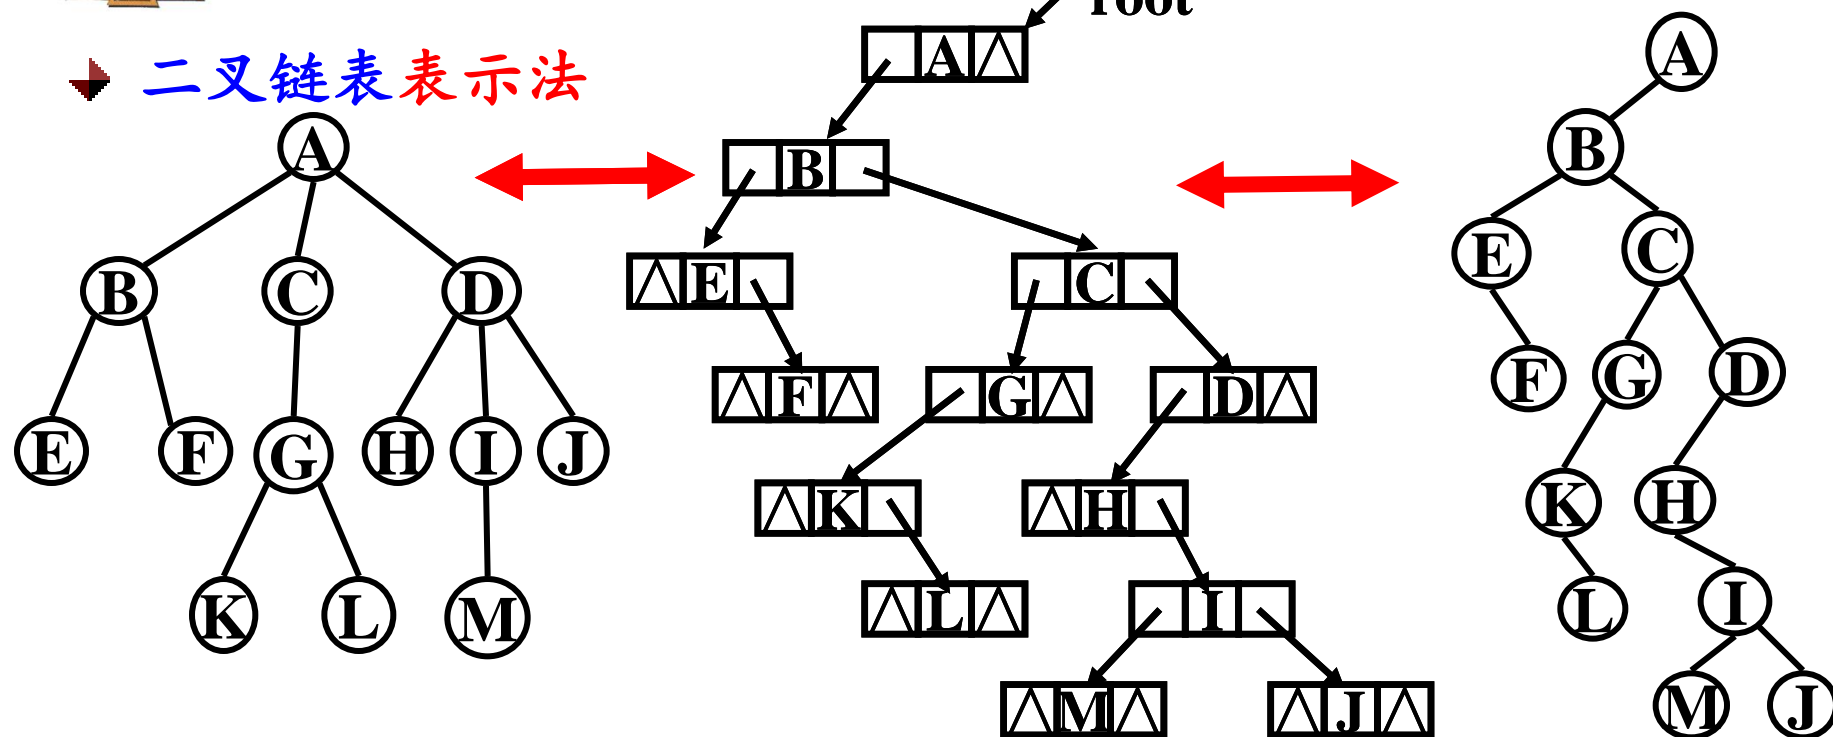 root
二叉链表表示法
A
B C D
E F G H I J
K L M
A ∧
B
∧ E
C
∧ F ∧
G ∧
D ∧
∧ K
∧ H
∧ L ∧
I
∧ M ∧
∧ J ∧
A
B
E C
F G D
K H
L I
M J